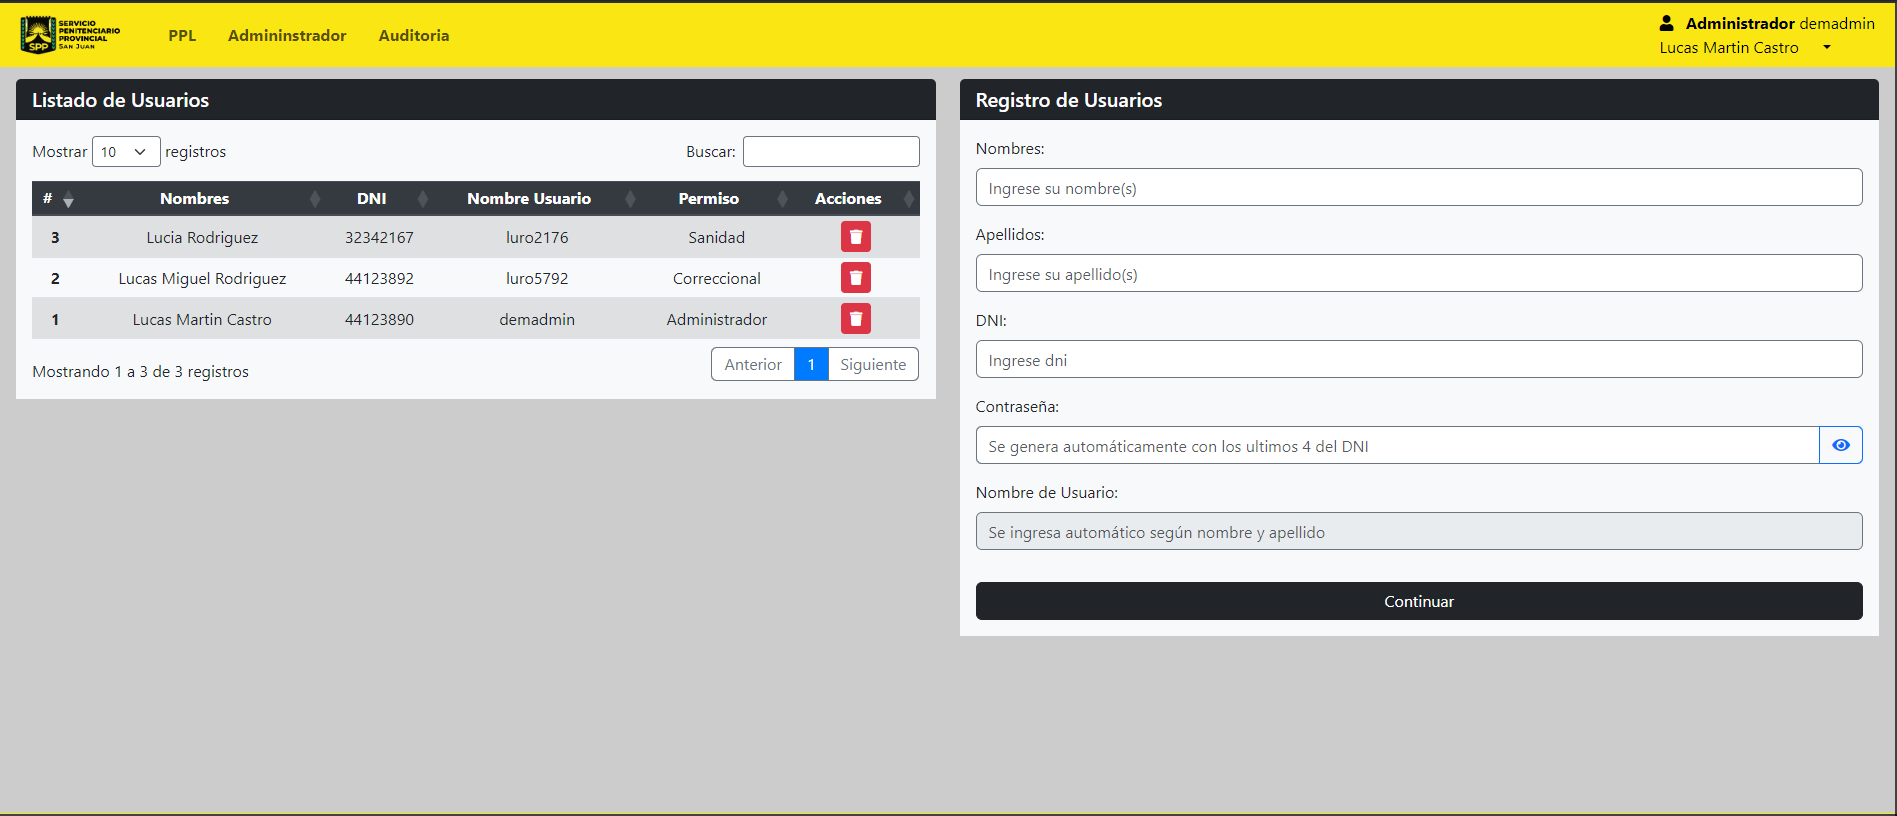 SERVICIO
PENITENCIARIO
PROVINCIAL
SAN JUAN
SPP
PPL Admininstrador Auditoria
Administrador demadmin
Lucas Martin Castro
Listado de Usuarios
Mostrar 10 registros Buscar:
# Nombres DNI Nombre Usuario Permiso Acciones
3 Lucia Rodriguez 32342167 luro2176 Sanidad
2 Lucas Miguel Rodriguez 44123892 luro5792 Correccional
1 Lucas Martin Castro 44123890 demadmin Administrador
Mostrando 1 a 3 de 3 registros
Anterior 1 Siguiente
Registro de Usuarios
Nombres:
Ingrese su nombre(s)
Apellidos:
Ingrese su apellido(s)
DNI:
Ingrese dni
Contraseña:
Se genera automáticamente con los ultimos 4 del DNI
Nombre de Usuario:
Se ingresa automático según nombre y apellido
Continuar